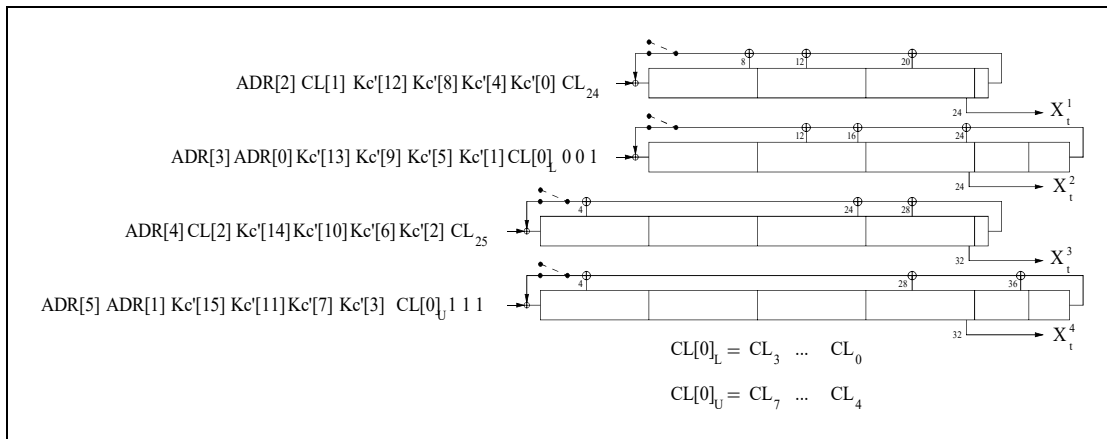 8 12 20
ADR[2] CL[1] Kc'[12] Kc'[8] Kc'[4] Kc'[0] CL24
24 X1t
12 16 24
ADR[3] ADR[0] Kc'[13] Kc'[9] Kc'[5] Kc'[1] CL[0]L 0 0 1
24 X2t
4 24 28
ADR[4] CL[2] Kc'[14] Kc'[10] Kc'[6] Kc'[2] CL25
32 X3t
4 28 36
ADR[5] ADR[1] Kc'[15] Kc'[11] Kc'[7] Kc'[3] CL[0]U 1 1 1
32 X4t
CL[0]L = CL3 ... CL0
CL[0]U = CL7 ... CL4